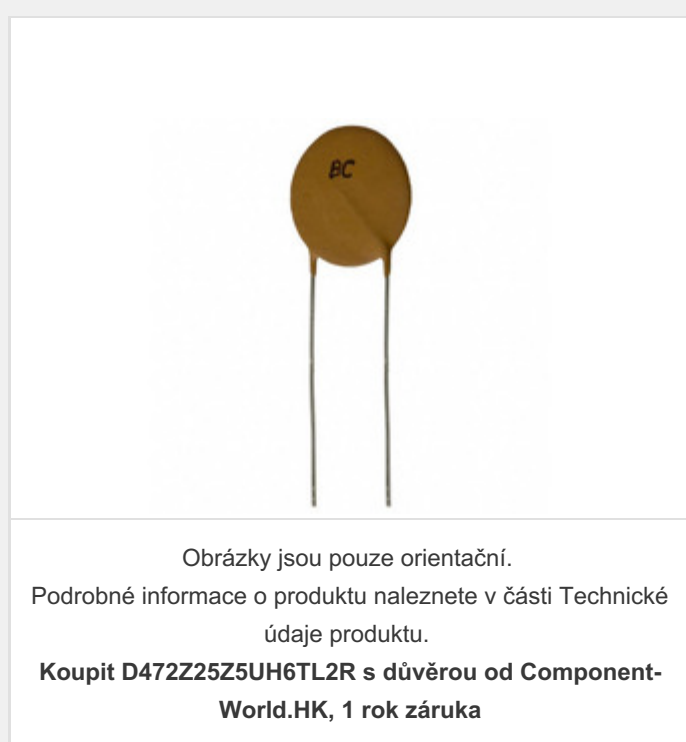 BC
Obrázky jsou pouze orientační.
Podrobné informace o produktu naleznete v části Technické
údaje produktu.
Koupit D472Z25Z5UH6TL2R s důvěrou od Component-
World.HK, 1 rok záruka